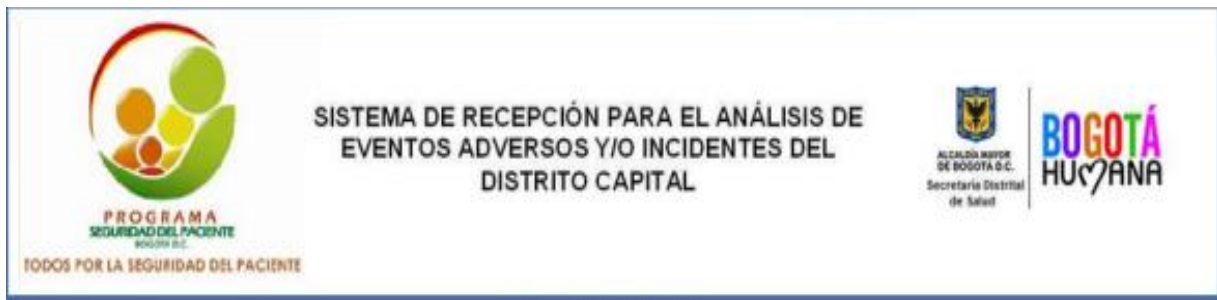 PROGRAMA
SEGURIDAD DEL PACIENTE
BOGOTA D.C.
TODOS POR LA SEGURIDAD DEL PACIENTE
SISTEMA DE RECEPCIÓN PARA EL ANÁLISIS DE
EVENTOS ADVERSOS Y/O INCIDENTES DEL
DISTRITO CAPITAL
ALCALDÍA MAYOR
DE BOGOTÁ D.C.
Secretaría Distrital
de Salud
BOGOTÁ
HUMANA